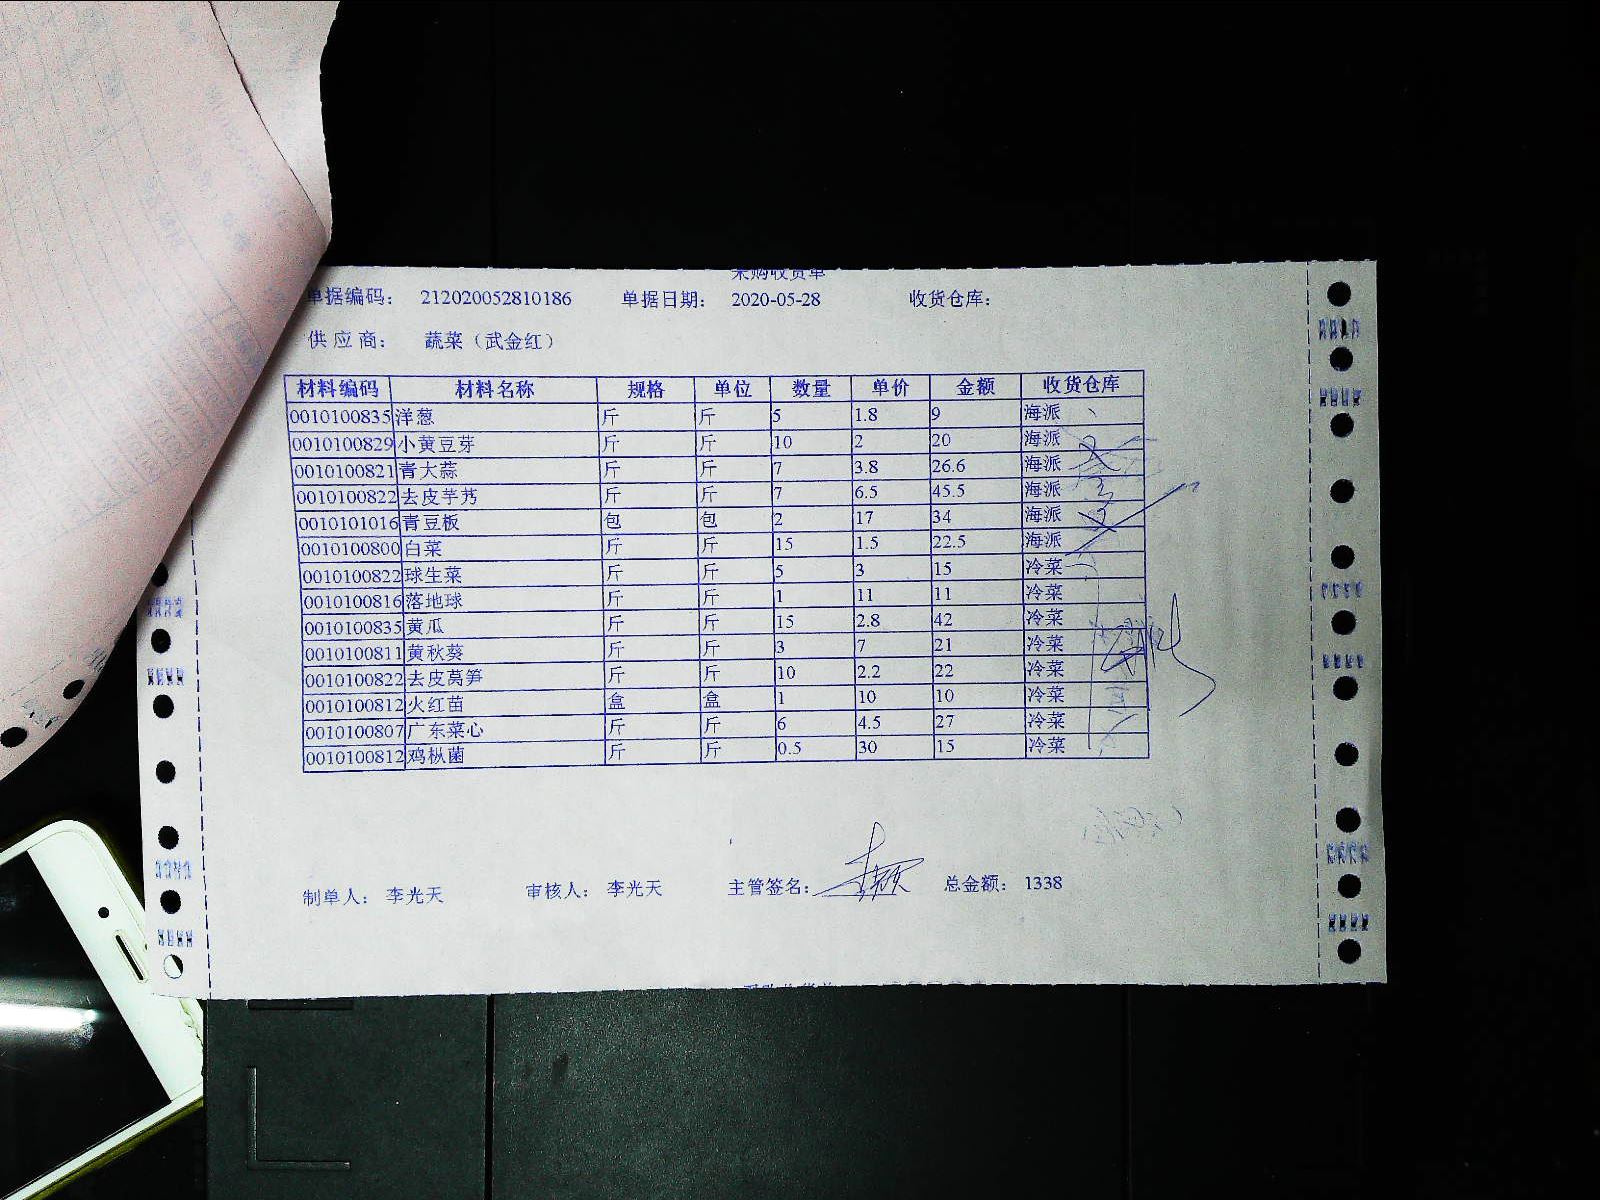 采购收货单
单据编码： 212020052810186 单据日期： 2020-05-28 收货仓库：
供应商： 蔬菜（武金红）
材料编码 材料名称 规格 单位 数量 单价 金额 收货仓库
0010100835 洋葱 斤 斤 5 1.8 9 海派
0010100829 小黄豆芽 斤 斤 10 2 20 海派
0010100821 青大蒜 斤 斤 7 3.8 26.6 海派
0010100822 去皮芋艿 斤 斤 7 6.5 45.5 海派
0010101016 青豆板 包 包 2 17 34 海派
0010100800 白菜 斤 斤 15 1.5 22.5 海派
0010100822 球生菜 斤 斤 5 3 15 冷菜
0010100816 落地球 斤 斤 1 11 11 冷菜
0010100835 黄瓜 斤 斤 15 2.8 42 冷菜
0010100811 黄秋葵 斤 斤 3 7 21 冷菜
0010100822 去皮莴笋 斤 斤 10 2.2 22 冷菜
0010100812 火红苗 盒 盒 1 10 10 冷菜
0010100807 广东菜心 斤 斤 6 4.5 27 冷菜
0010100812 鸡枞菌 斤 斤 0.5 30 15 冷菜
制单人： 李光天 审核人： 李光天 主管签名： 总金额： 1338